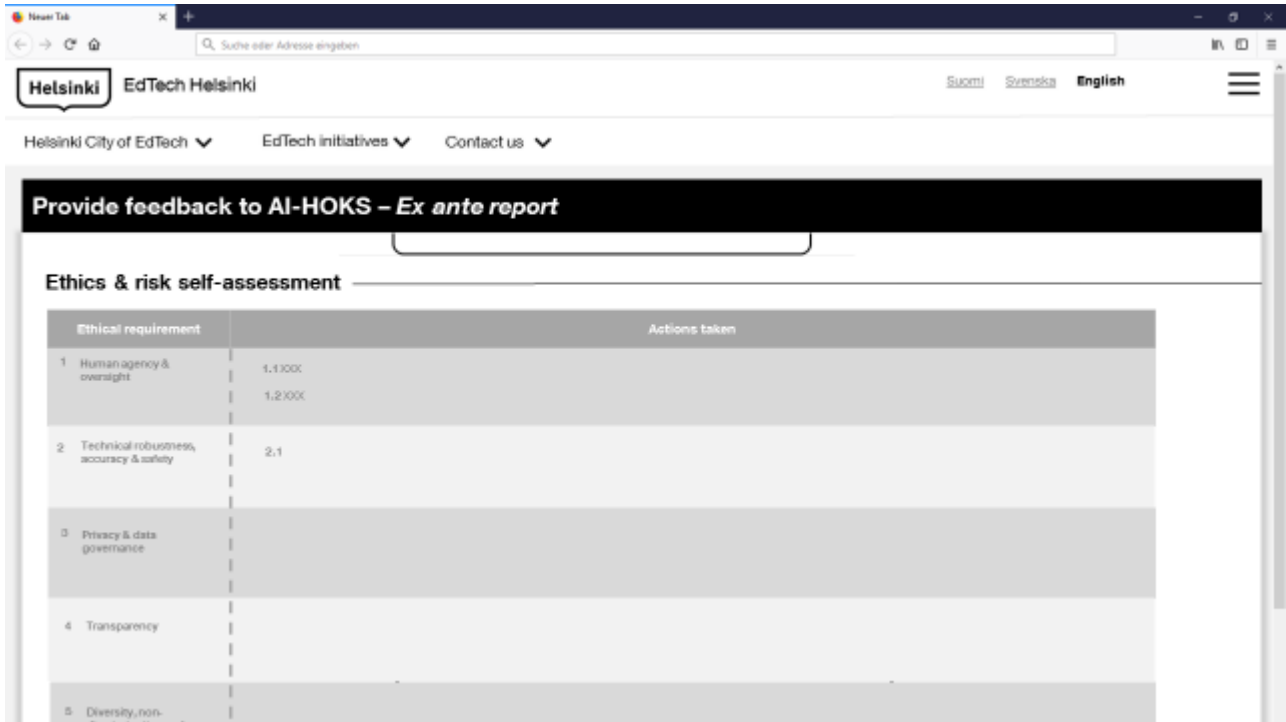 Neuer Tab
Suche oder Adresse eingeben
Helsinki
EdTech Helsinki
Suomi Svenska English
Helsinki City of EdTech EdTech initiatives Contact us
Provide feedback to AI-HOKS – Ex ante report
Ethics & risk self-assessment
Ethical requirement Actions taken
1 Human agency &
oversight
1.1 XXX
1.2 XXX
2 Technical robustness,
accuracy & safety
2.1
3 Privacy & data
governance
4 Transparency
5 Diversity, non-